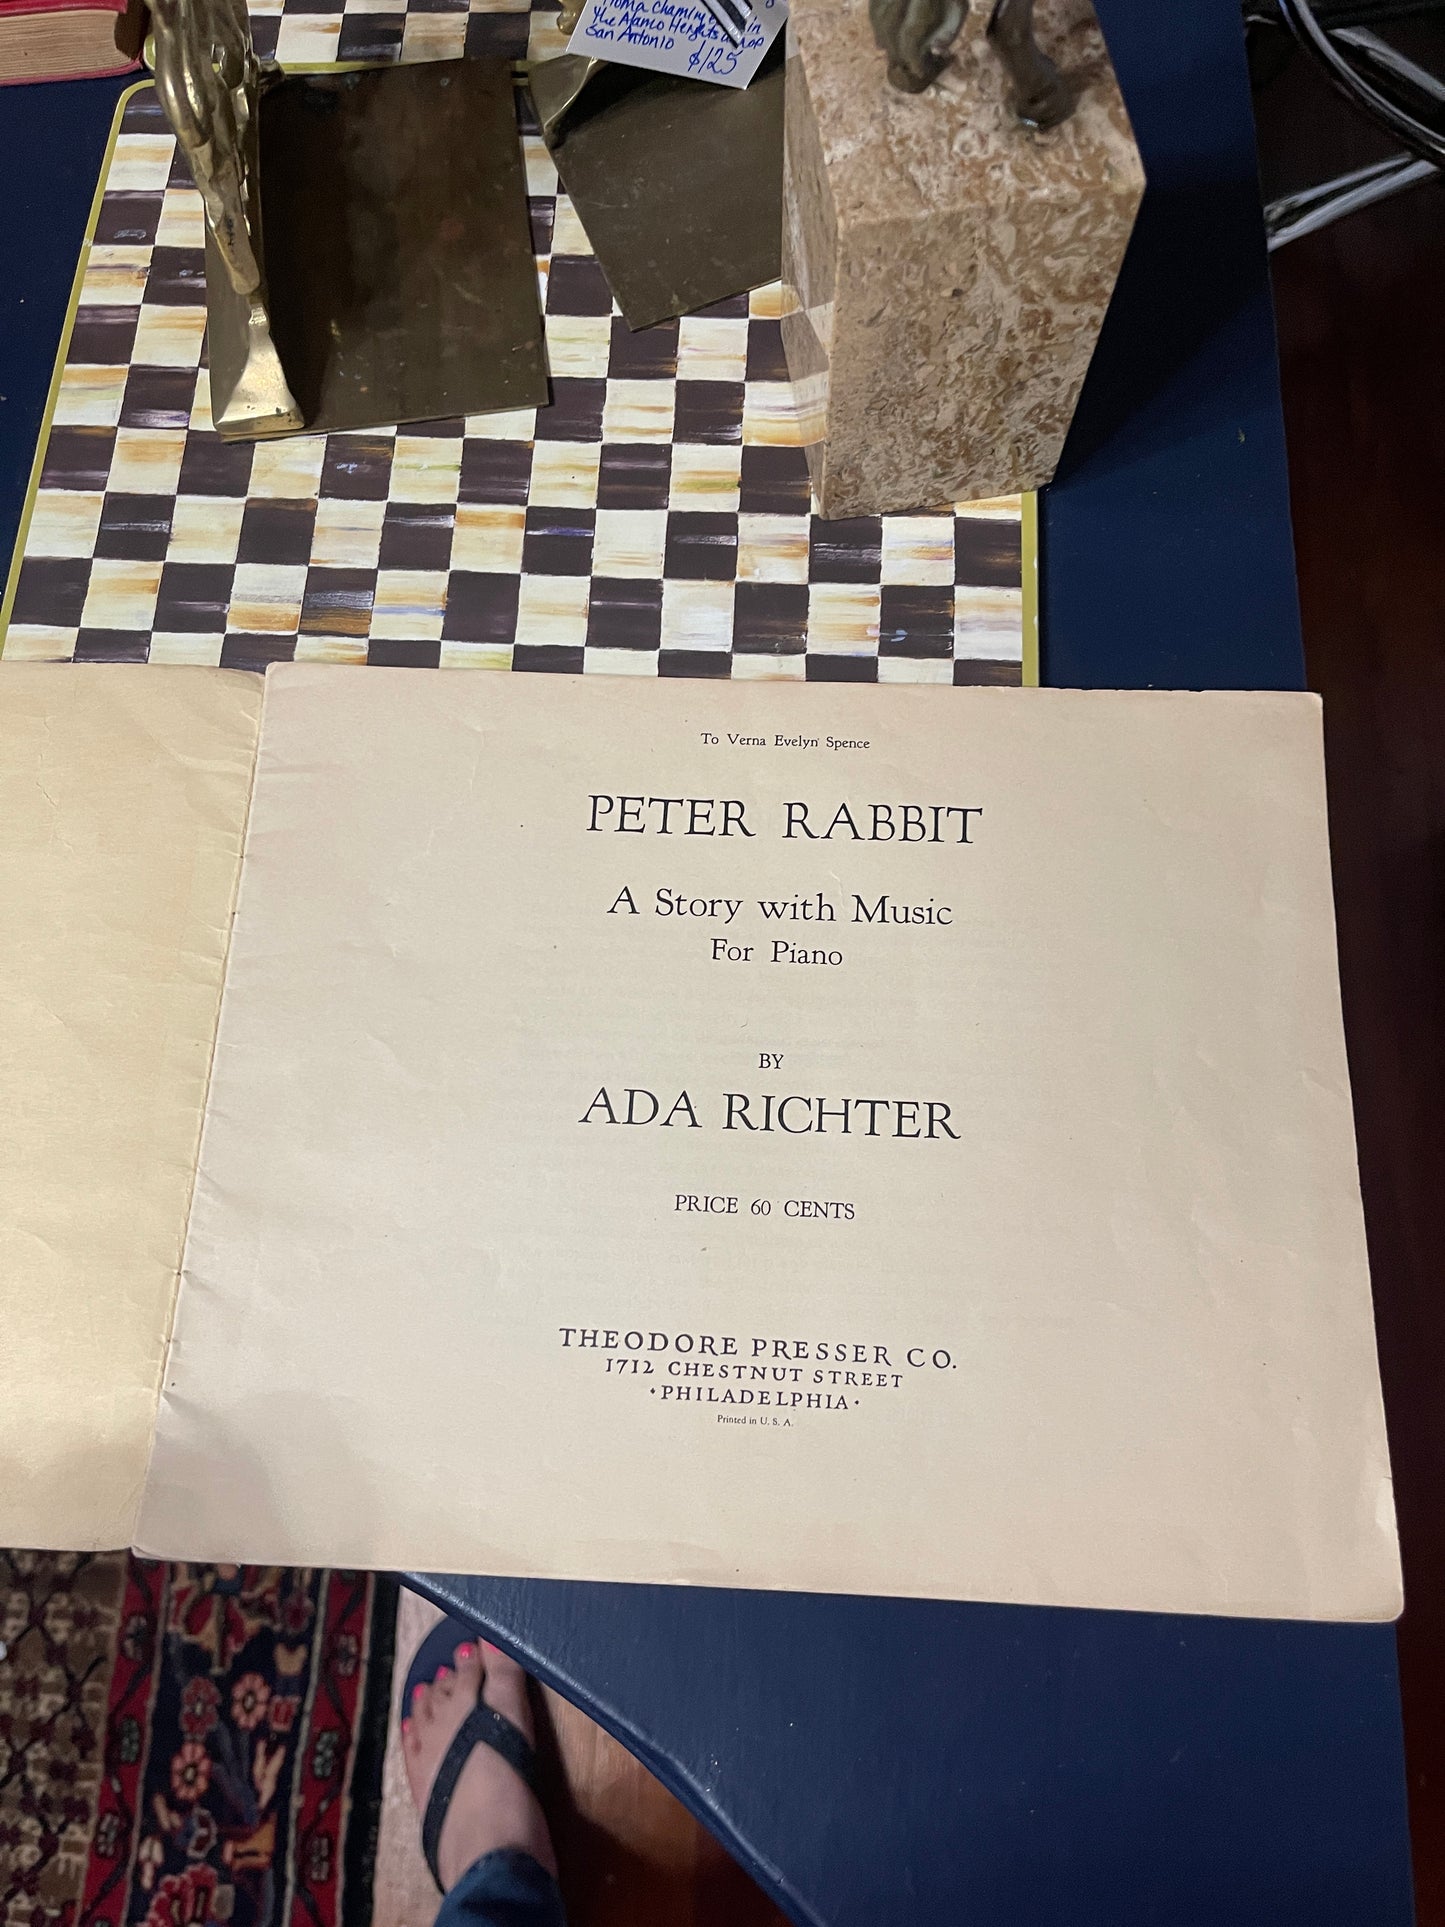 in
the Alamo Heights
San Antonio
$125
To Verna Evelyn Spence
PETER RABBIT
A Story with Music
For Piano
BY
ADA RICHTER
PRICE 60 CENTS
THEODORE PRESSER CO.
1712 CHESTNUT STREET
•PHILADELPHIA•
Printed in U. S. A.